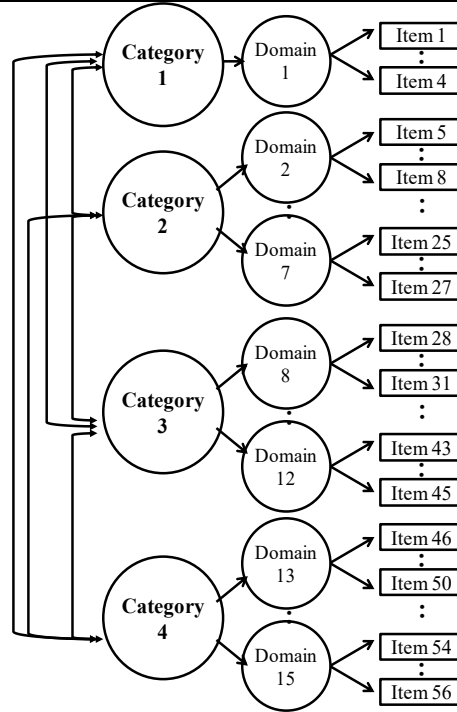 Category
1
Domain
1
Item 1
Item 4
Category
2
Domain
2
Item 5
Item 8
Domain
7
Item 25
Item 27
Category
3
Domain
8
Item 28
Item 31
Domain
12
Item 43
Item 45
Category
4
Domain
13
Item 46
Item 50
Domain
15
Item 54
Item 56